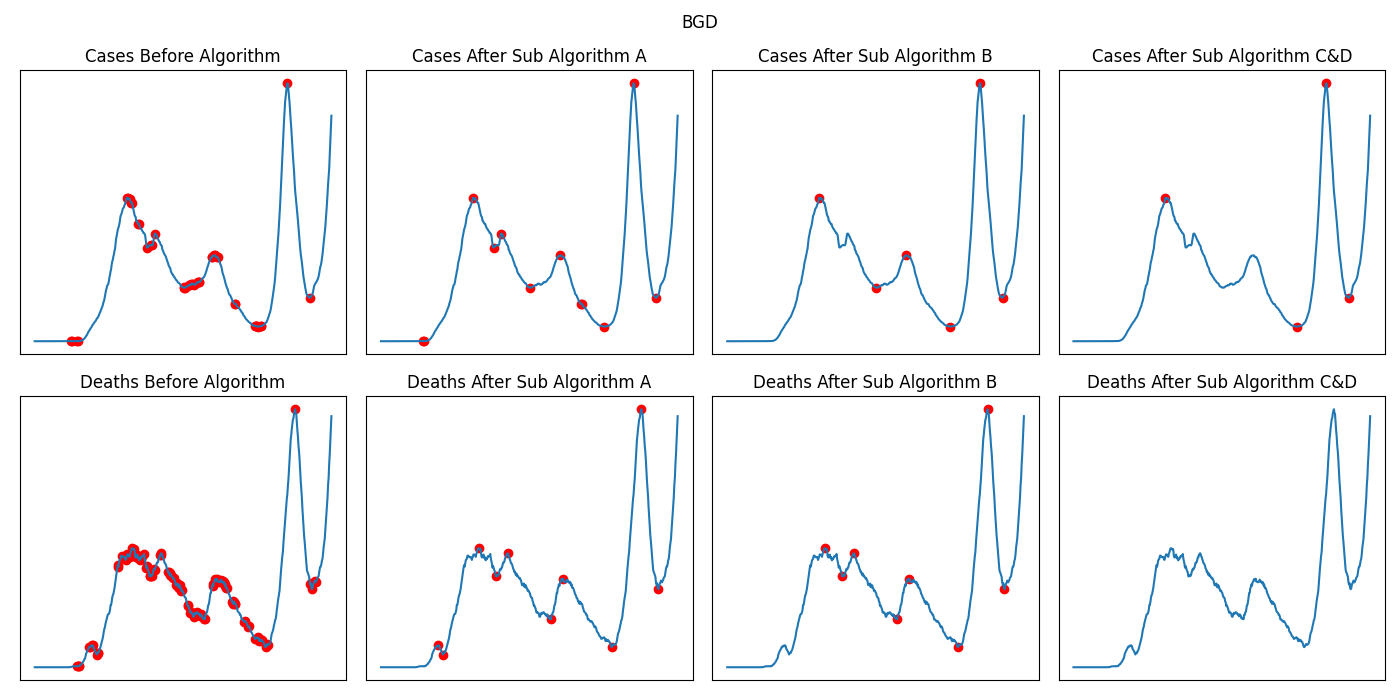 BGD
Cases Before Algorithm
Cases After Sub Algorithm A
Cases After Sub Algorithm B
Cases After Sub Algorithm C&D
Deaths Before Algorithm
Deaths After Sub Algorithm A
Deaths After Sub Algorithm B
Deaths After Sub Algorithm C&D